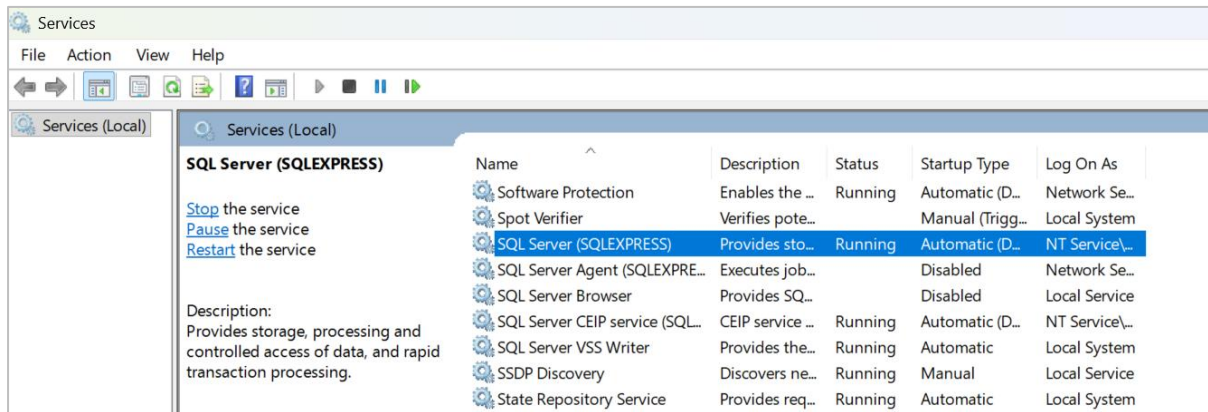 Services
File Action View Help
Services (Local)
Services (Local)
SQL Server (SQLEXPRESS)
Stop the service
Pause the service
Restart the service
Description:
Provides storage, processing and
controlled access of data, and rapid
transaction processing.
Name Description Status Startup Type Log On As
Software Protection Enables the ... Running Automatic (D... Network Se...
Spot Verifier Verifies pote... Manual (Trigg... Local System
SQL Server (SQLEXPRESS) Provides sto... Running Automatic (D... NT Service\...
SQL Server Agent (SQLEXPRE... Executes job... Disabled Network Se...
SQL Server Browser Provides SQ... Disabled Local Service
SQL Server CEIP service (SQL... CEIP service ... Running Automatic (D... NT Service\...
SQL Server VSS Writer Provides the... Running Automatic Local System
SSDP Discovery Discovers ne... Running Manual Local Service
State Repository Service Provides req... Running Automatic Local System